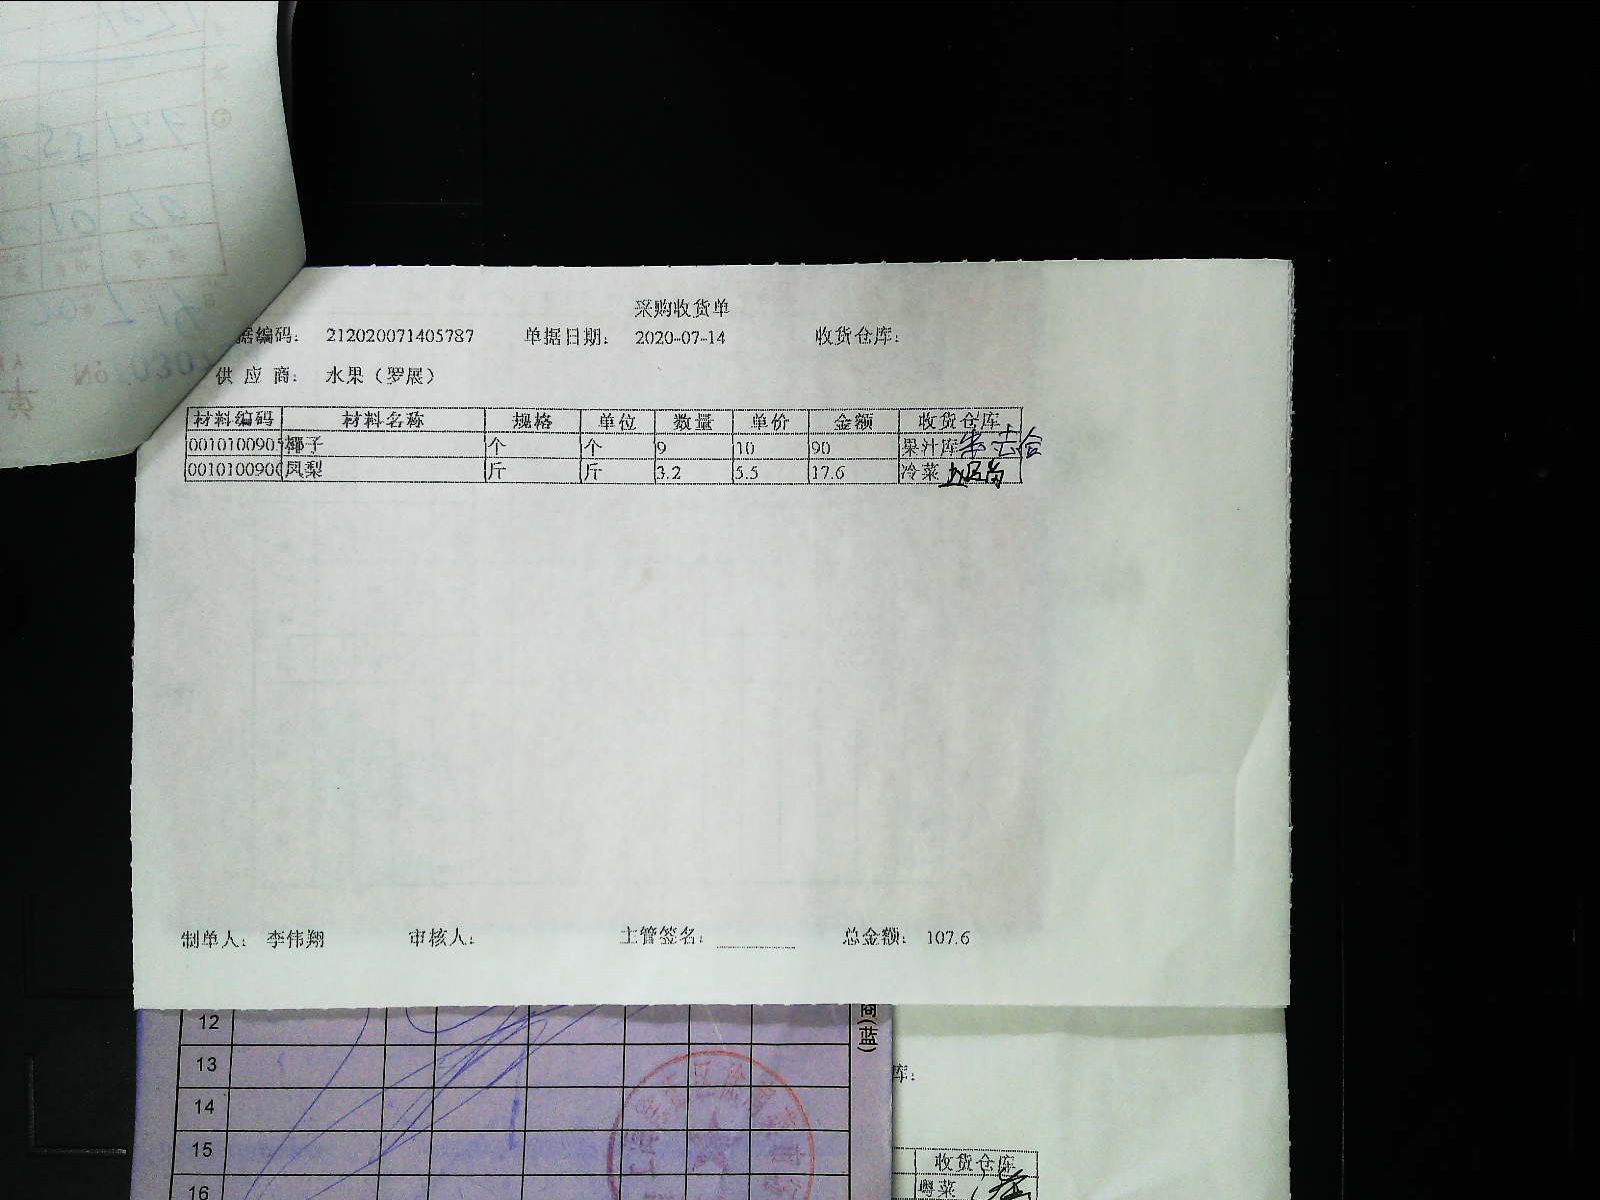 采购收货单
据编码： 212020071405787 单据日期： 2020-07-14 收货仓库：
供应商： 水果（罗展）
材料编码 材料名称 规格 单位 数量 单价 金额 收货仓库
0010100905 椰子 个 个 9 10 90 果汁库
001010090 凤梨 斤 斤 3.2 5.5 17.6 冷菜
制单人： 李伟翔 审核人： 主管签名： 总金额： 107.6
12
商(蓝)
13
库：
14
15
收货仓库
16
粤菜